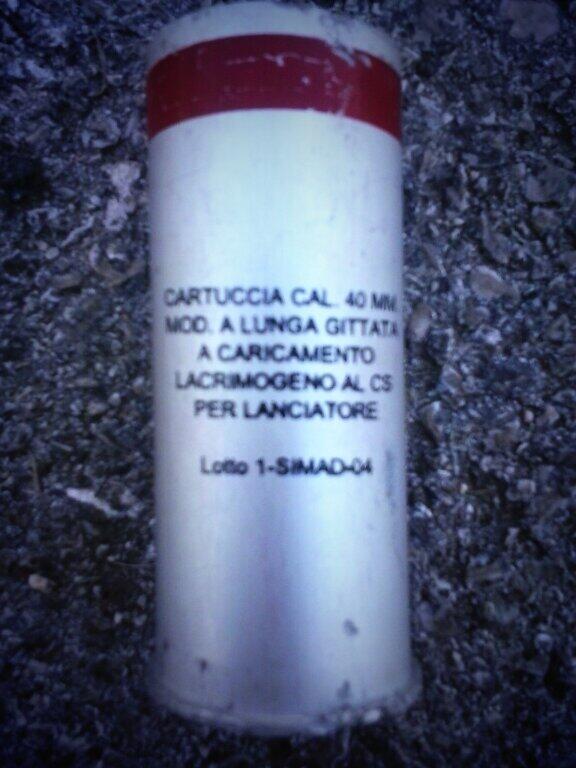 CARTUCCIA CAL. 40 MM.
MOD. A LUNGA GITTATA
A CARICAMENTO
LACRIMOGENO AL CS
PER LANCIATORE
Lotto 1-SIMAD-04